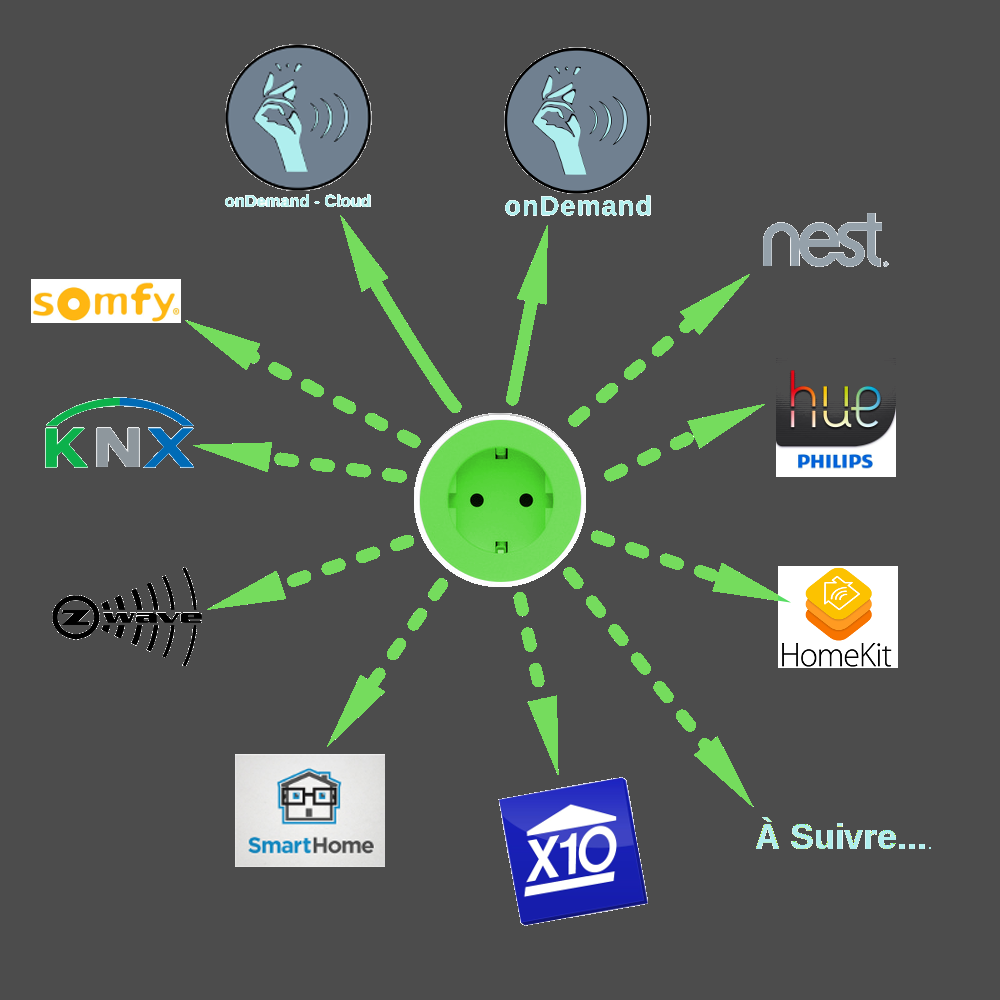 onDemand - Cloud
onDemand
nest.
somfy®
hue
PHILIPS
KNX
HomeKit
Z wave
SmartHome
X10
À Suivre...